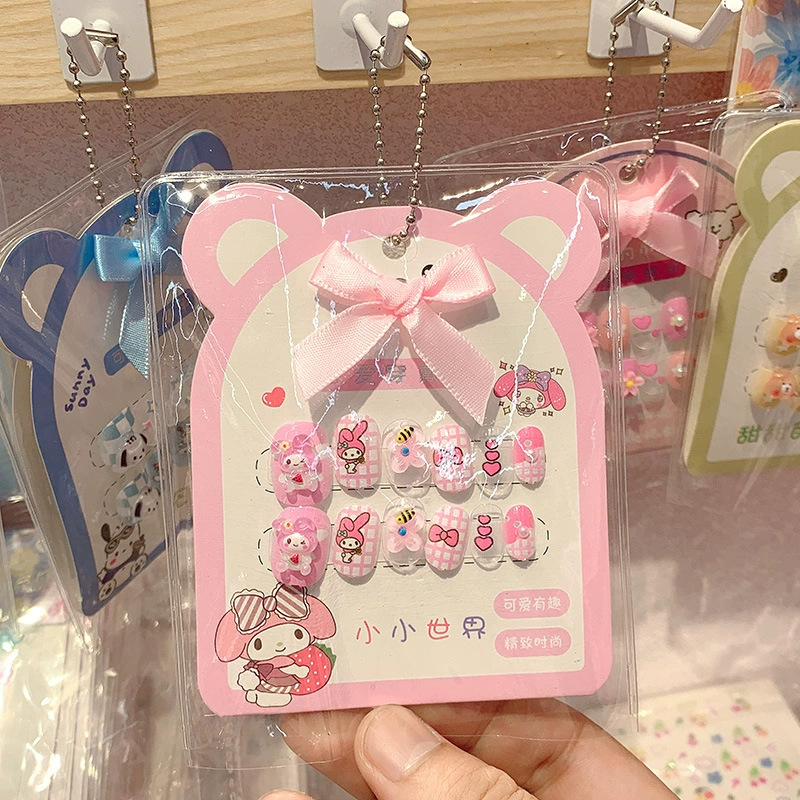 Sunny
Day
小小世界
可爱有趣
精致时尚
甜甜